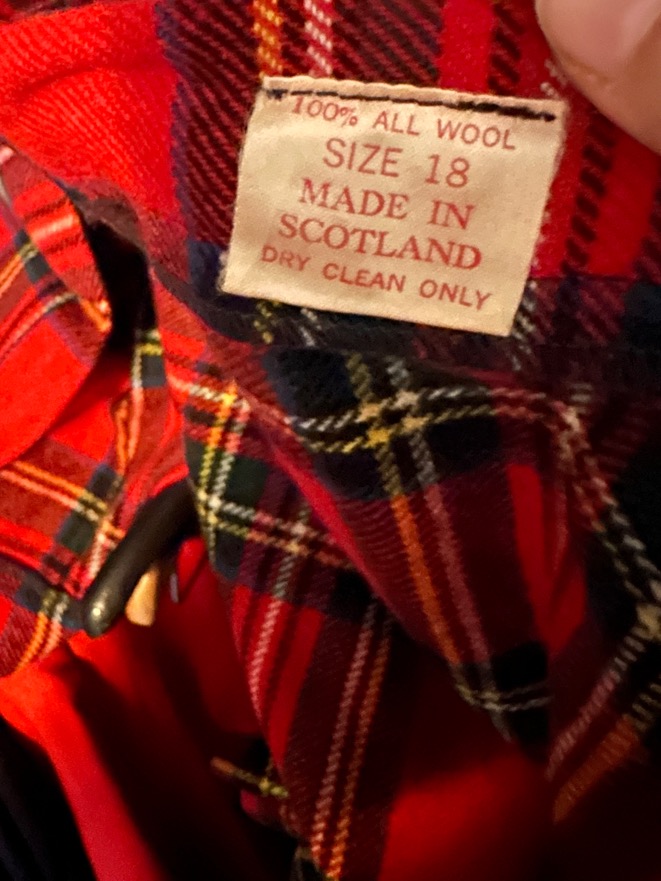 100% ALL WOOL
SIZE 18
MADE IN
SCOTLAND
DRY CLEAN ONLY